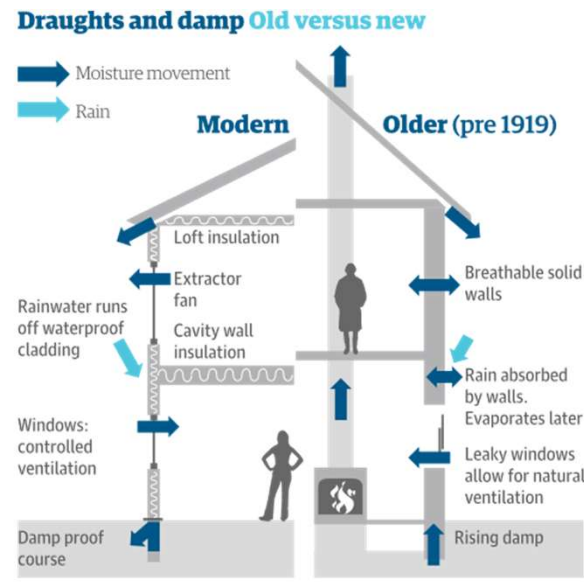 Draughts and damp Old versus new
Moisture movement
Rain
Modern
Older (pre 1919)
Loft insulation
Extractor
fan
Rainwater runs
off waterproof
cladding
Cavity wall
insulation
Windows:
controlled
ventilation
Damp proof
course
Breathable solid
walls
Rain absorbed
by walls.
Evaporates later
Leaky windows
allow for natural
ventilation
Rising damp